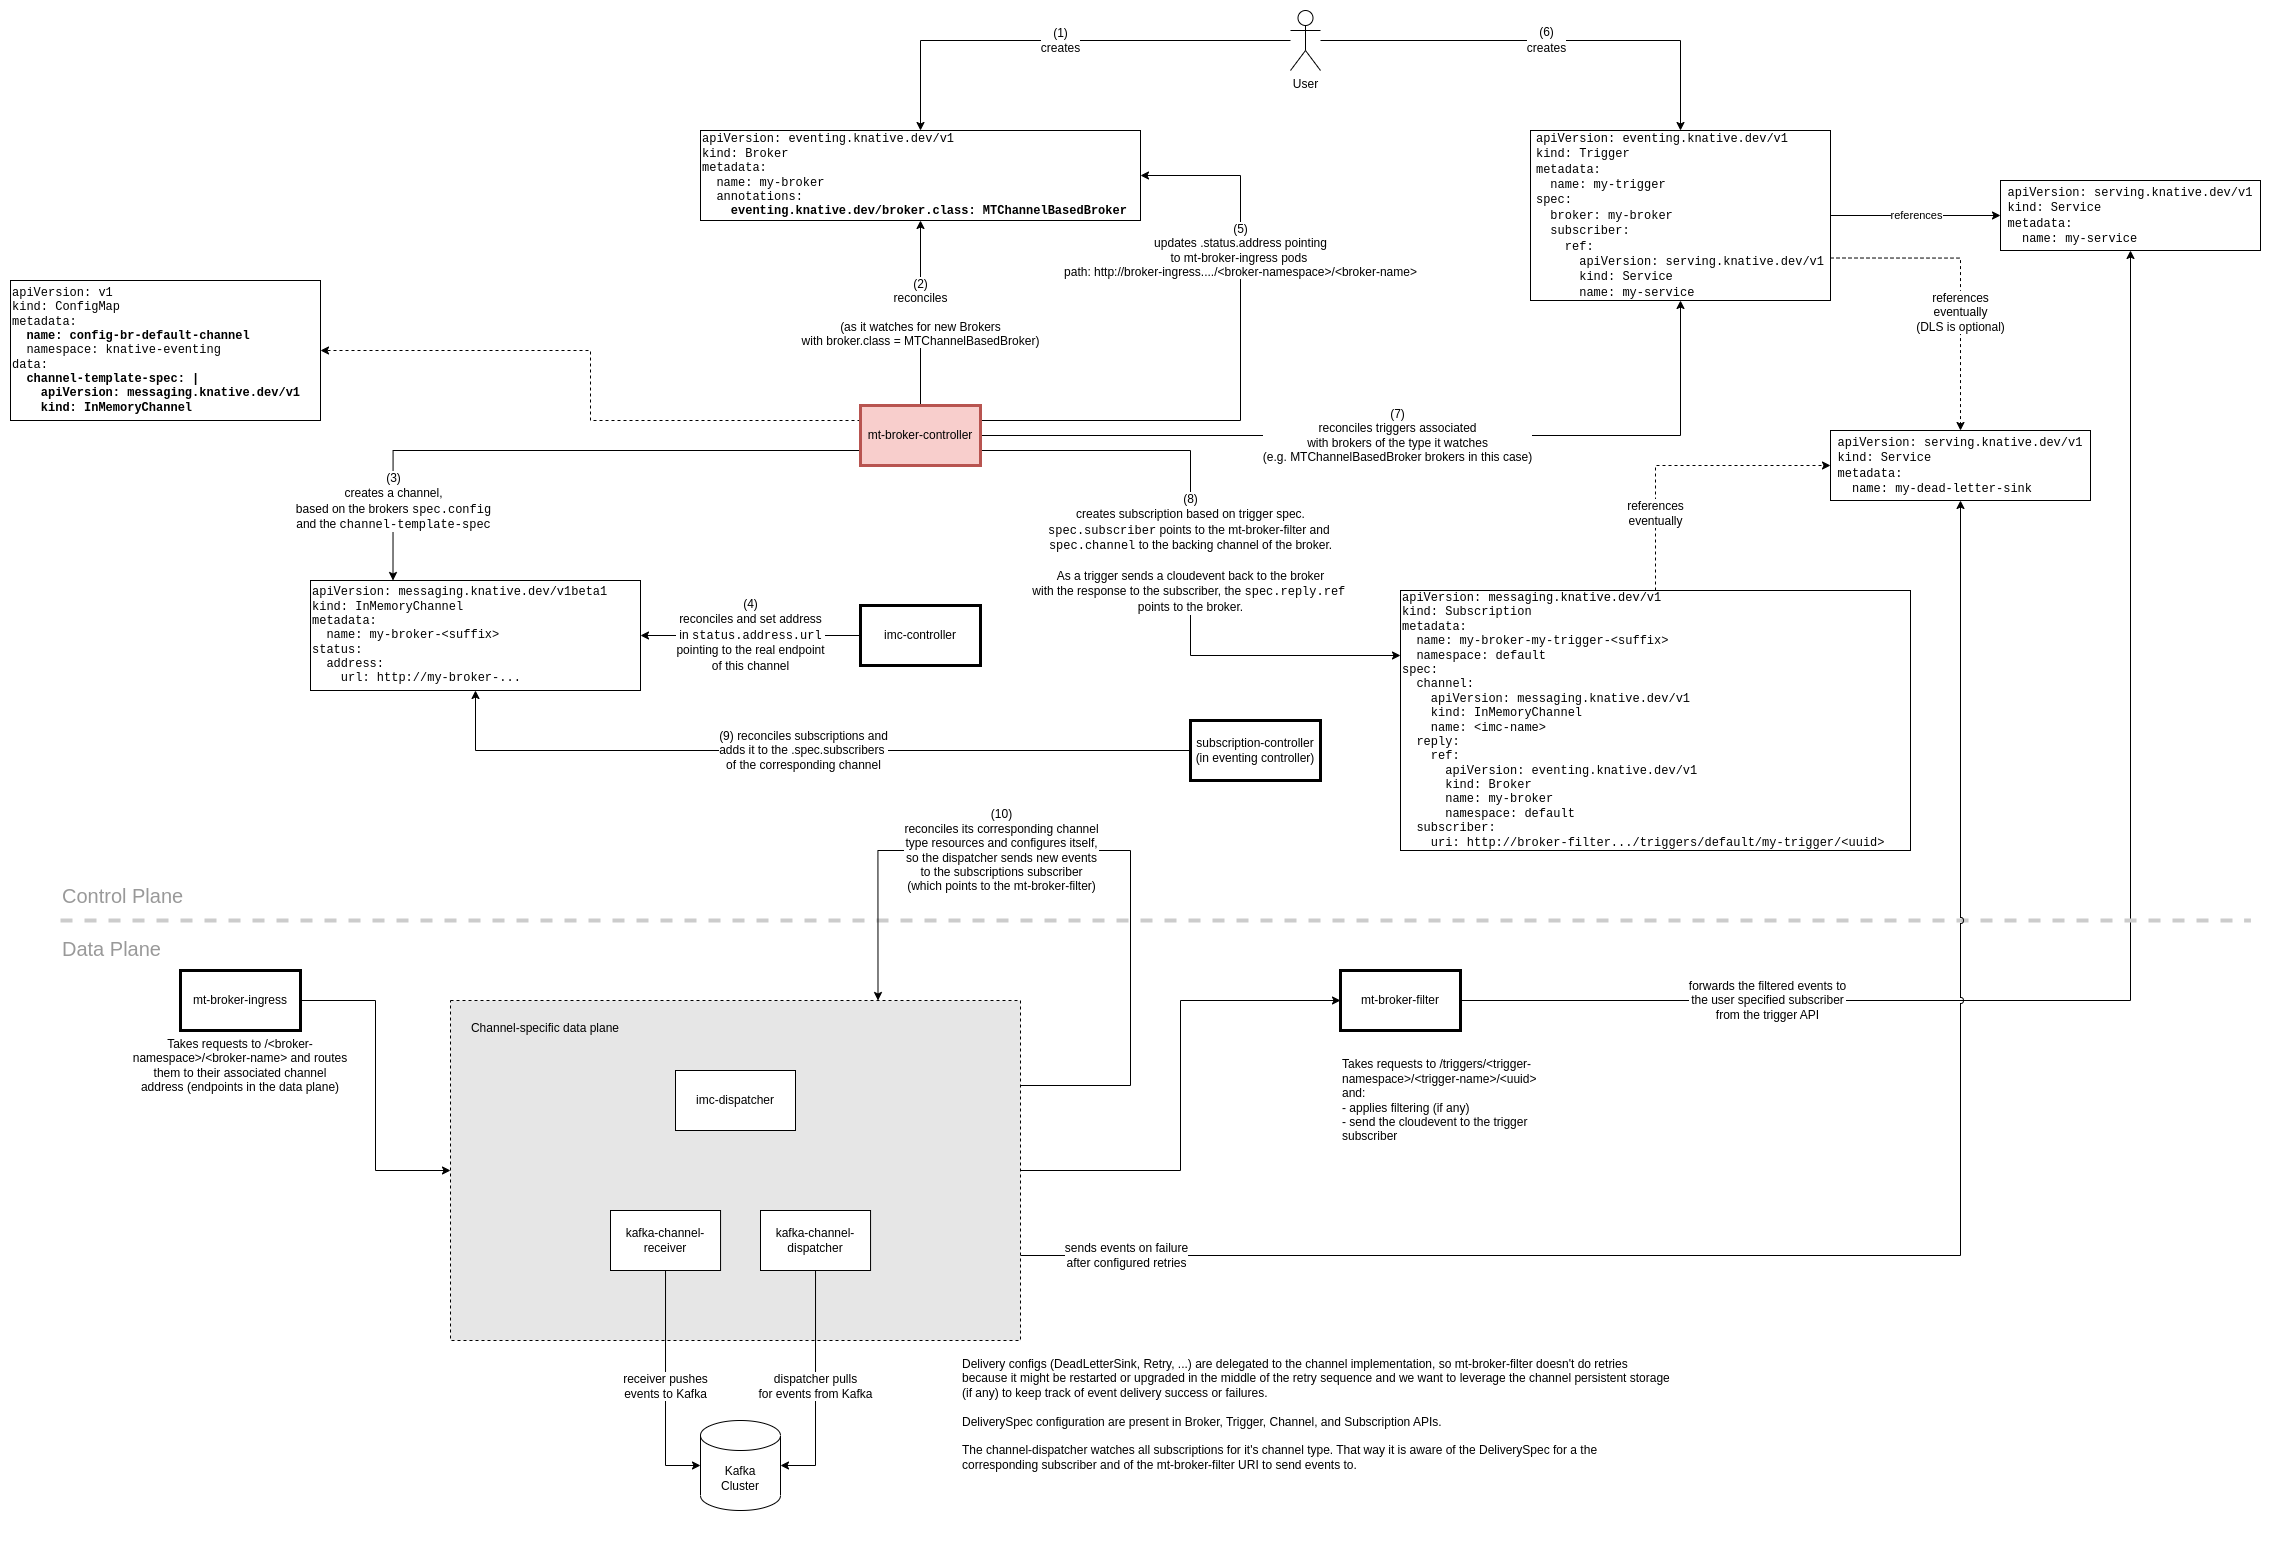 (1)
creates
(6)
creates
User
apiVersion: eventing.knative.dev/v1
kind: Broker
metadata:
  name: my-broker
  annotations:
    eventing.knative.dev/broker.class: MTChannelBasedBroker
apiVersion: eventing.knative.dev/v1
kind: Trigger
metadata:
  name: my-trigger
spec:
  broker: my-broker
  subscriber:
    ref:
      apiVersion: serving.knative.dev/v1
      kind: Service
      name: my-service
references
apiVersion: serving.knative.dev/v1
kind: Service
metadata:
  name: my-service
(5)
updates .status.address pointing
to mt-broker-ingress pods
path: http://broker-ingress..../<broker-namespace>/<broker-name>
(2)
reconciles
(as it watches for new Brokers
with broker.class = MTChannelBasedBroker)
references
eventually
(DLS is optional)
apiVersion: v1
kind: ConfigMap
metadata:
  name: config-br-default-channel
  namespace: knative-eventing
data:
  channel-template-spec: |
    apiVersion: messaging.knative.dev/v1
    kind: InMemoryChannel
mt-broker-controller
(7)
reconciles triggers associated
with brokers of the type it watches
(e.g. MTChannelBasedBroker brokers in this case)
apiVersion: serving.knative.dev/v1
kind: Service
metadata:
  name: my-dead-letter-sink
(3)
creates a channel,
based on the brokers spec.config
and the channel-template-spec
(8)
creates subscription based on trigger spec.
spec.subscriber points to the mt-broker-filter and
spec.channel to the backing channel of the broker.
As a trigger sends a cloudevent back to the broker
with the response to the subscriber, the spec.reply.ref
points to the broker.
references
eventually
apiVersion: messaging.knative.dev/v1beta1
kind: InMemoryChannel
metadata:
  name: my-broker-<suffix>
status:
  address:
    url: http://my-broker-...
(4)
reconciles and set address
in status.address.url
pointing to the real endpoint
of this channel
imc-controller
apiVersion: messaging.knative.dev/v1
kind: Subscription
metadata:
  name: my-broker-my-trigger-<suffix>
  namespace: default
spec:
  channel:
    apiVersion: messaging.knative.dev/v1
    kind: InMemoryChannel
    name: <imc-name>
  reply:
    ref:
      apiVersion: eventing.knative.dev/v1
      kind: Broker
      name: my-broker
      namespace: default
  subscriber:
    uri: http://broker-filter.../triggers/default/my-trigger/<uuid>
(9) reconciles subscriptions and
adds it to the .spec.subscribers
of the corresponding channel
subscription-controller
(in eventing controller)
(10)
reconciles its corresponding channel
type resources and configures itself,
so the dispatcher sends new events
to the subscriptions subscriber
(which points to the mt-broker-filter)
Control Plane
Data Plane
mt-broker-ingress
Takes requests to /<broker-
namespace>/<broker-name> and routes
them to their associated channel
address (endpoints in the data plane)
Channel-specific data plane
imc-dispatcher
kafka-channel-
receiver
kafka-channel-
dispatcher
mt-broker-filter
Takes requests to /triggers/<trigger-
namespace>/<trigger-name>/<uuid>
and:
- applies filtering (if any)
- send the cloudevent to the trigger
subscriber
forwards the filtered events to
the user specified subscriber
from the trigger API
sends events on failure
after configured retries
receiver pushes
events to Kafka
dispatcher pulls
for events from Kafka
Kafka
Cluster
Delivery configs (DeadLetterSink, Retry, ...) are delegated to the channel implementation, so mt-broker-filter doesn't do retries
because it might be restarted or upgraded in the middle of the retry sequence and we want to leverage the channel persistent storage
(if any) to keep track of event delivery success or failures.
DeliverySpec configuration are present in Broker, Trigger, Channel, and Subscription APIs.
The channel-dispatcher watches all subscriptions for it's channel type. That way it is aware of the DeliverySpec for a the
corresponding subscriber and of the mt-broker-filter URI to send events to.